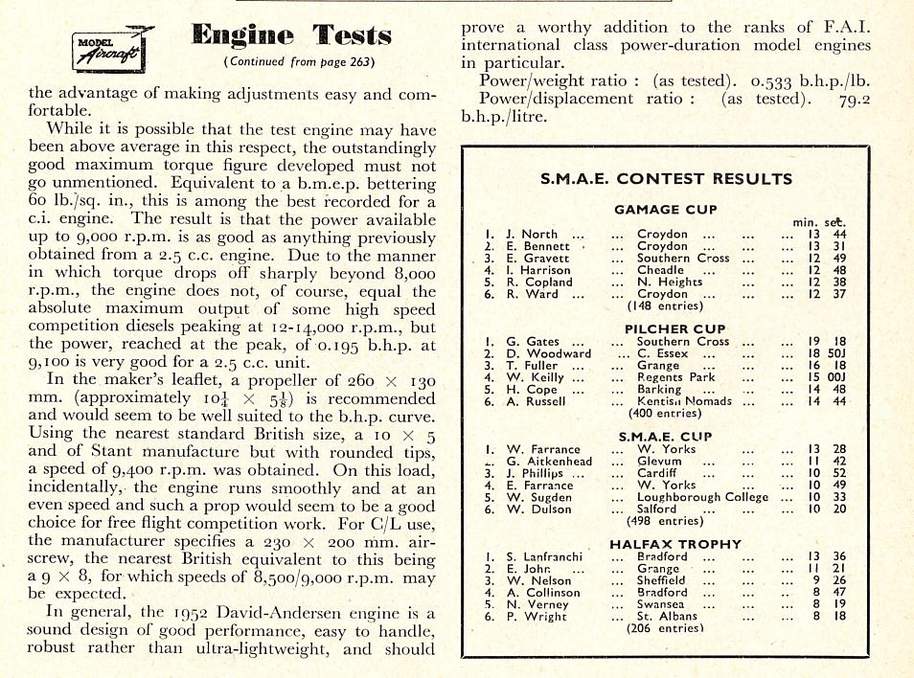 MODEL
Aircraft
Engine Tests
(Continued from page 263)
the advantage of making adjustments easy and com-
fortable.
While it is possible that the test engine may have
been above average in this respect, the outstandingly
good maximum torque figure developed must not
go unmentioned. Equivalent to a b.m.e.p. bettering
60 lb./sq. in., this is among the best recorded for a
c.i. engine. The result is that the power available
up to 9,000 r.p.m. is as good as anything previously
obtained from a 2.5 c.c. engine. Due to the manner
in which torque drops off sharply beyond 8,000
r.p.m., the engine does not, of course, equal the
absolute maximum output of some high speed
competition diesels peaking at 12-14,000 r.p.m., but
the power, reached at the peak, of 0.195 b.h.p. at
9,100 is very good for a 2.5 c.c. unit.
In the maker's leaflet, a propeller of 260 × 130
mm. (approximately 10¼ × 5⅛) is recommended
and would seem to be well suited to the b.h.p. curve.
Using the nearest standard British size, a 10 × 5
and of Stant manufacture but with rounded tips,
a speed of 9,400 r.p.m. was obtained. On this load,
incidentally, the engine runs smoothly and at an
even speed and such a prop would seem to be a good
choice for free flight competition work. For C/L use,
the manufacturer specifies a 230 × 200 mm. air-
screw, the nearest British equivalent to this being
a 9 × 8, for which speeds of 8,500/9,000 r.p.m. may
be expected.
In general, the 1952 David-Andersen engine is a
sound design of good performance, easy to handle,
robust rather than ultra-lightweight, and should
prove a worthy addition to the ranks of F.A.I.
international class power-duration model engines
in particular.
Power/weight ratio : (as tested). 0.533 b.h.p./lb.
Power/displacement ratio : (as tested). 79.2
b.h.p./litre.
S.M.A.E. CONTEST RESULTS
GAMAGE CUP
min. sec.
1. J. North ... ... Croydon ... ... ... 13 44
2. E. Bennett ... Croydon ... ... ... 13 31
3. E. Gravett ... Southern Cross ... ... 12 49
4. I. Harrison ... Cheadle ... ... ... 12 48
5. R. Copland ... N. Heights ... ... 12 38
6. R. Ward ... ... Croydon ... ... ... 12 37
(148 entries)
PILCHER CUP
1. G. Gates ... ... Southern Cross ... ... 19 18
2. D. Woodward ... C. Essex ... ... ... 18 50J
3. T. Fuller ... ... Grange ... ... ... 16 18
4. W. Keilly ... ... Regents Park ... ... 15 00J
5. H. Cope ... ... Barking ... ... ... 14 48
6. A. Russell ... Kentish Nomads ... ... 14 44
(400 entries)
S.M.A.E. CUP
1. W. Farrance ... W. Yorks ... ... 13 28
G. Aitkenhead ... Glevum ... ... ... 11 42
3. J. Phillips ... ... Cardiff ... ... ... 10 52
4. E. Farrance ... W. Yorks ... ... 10 49
5. W. Sugden ... Loughborough College ... 10 33
6. W. Dulson ... Salford ... ... ... 10 20
(498 entries)
HALFAX TROPHY
1. S. Lanfranchi ... Bradford ... ... ... 13 36
2. E. John ... ... Grange ... ... ... 11 21
3. W. Nelson ... Sheffield ... ... ... 9 26
4. A. Collinson ... Bradford ... ... ... 8 47
5. N. Verney ... Swansea ... ... ... 8 19
6. P. Wright ... St. Albans ... ... 8 18
(206 entries)